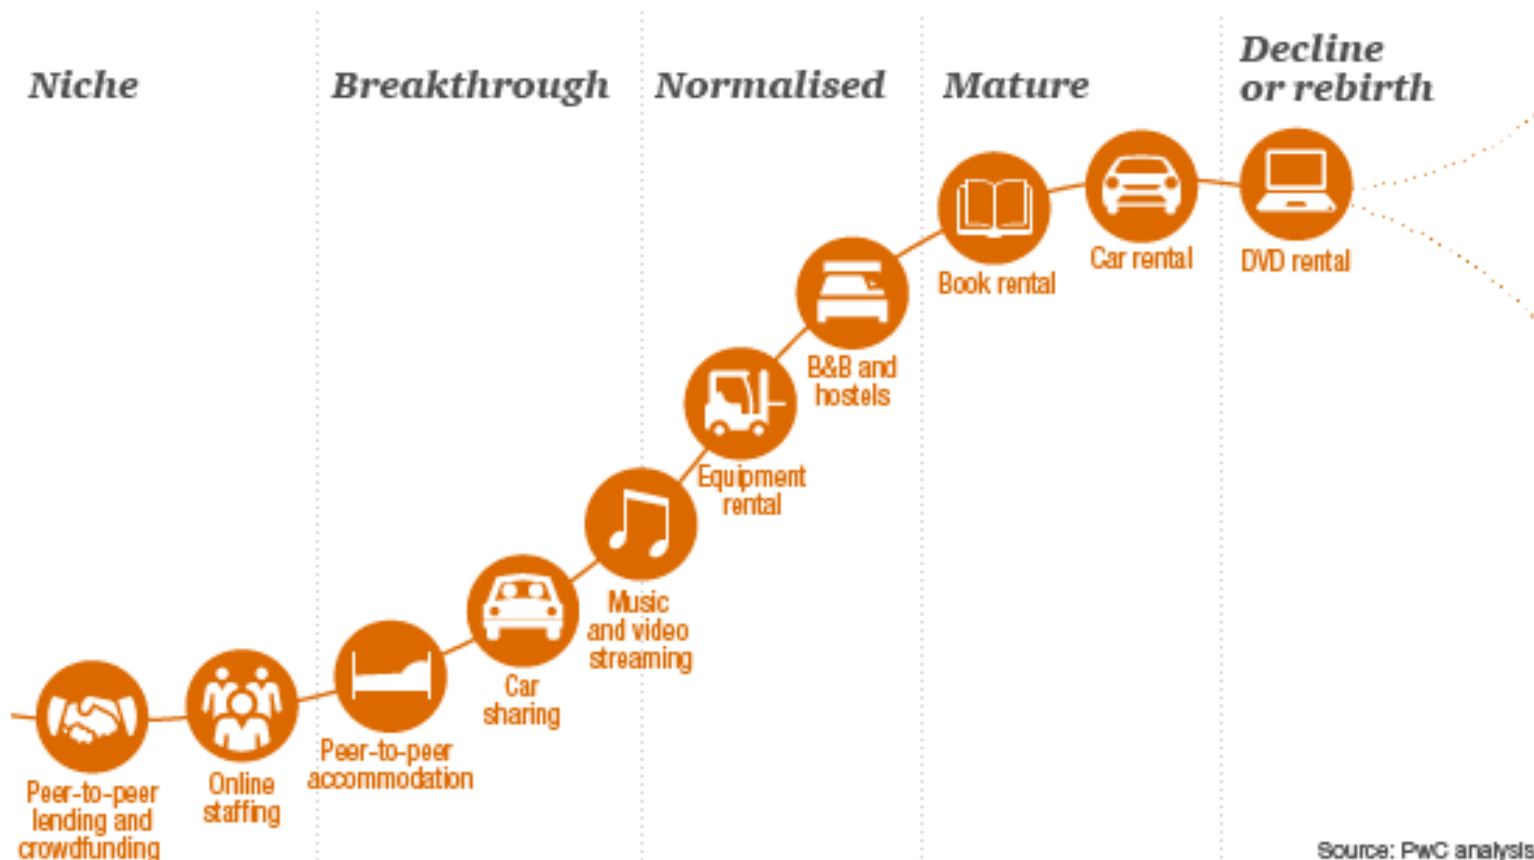 Niche
Breakthrough
Normalised
Mature
Decline
or rebirth
Peer-to-peer
lending and
crowdfunding
Online
staffing
Peer-to-peer
accommodation
Car
sharing
Music
and video
streaming
Equipment
rental
B&B and
hostels
Book rental
Car rental
DVD rental
Source: PwC analysis